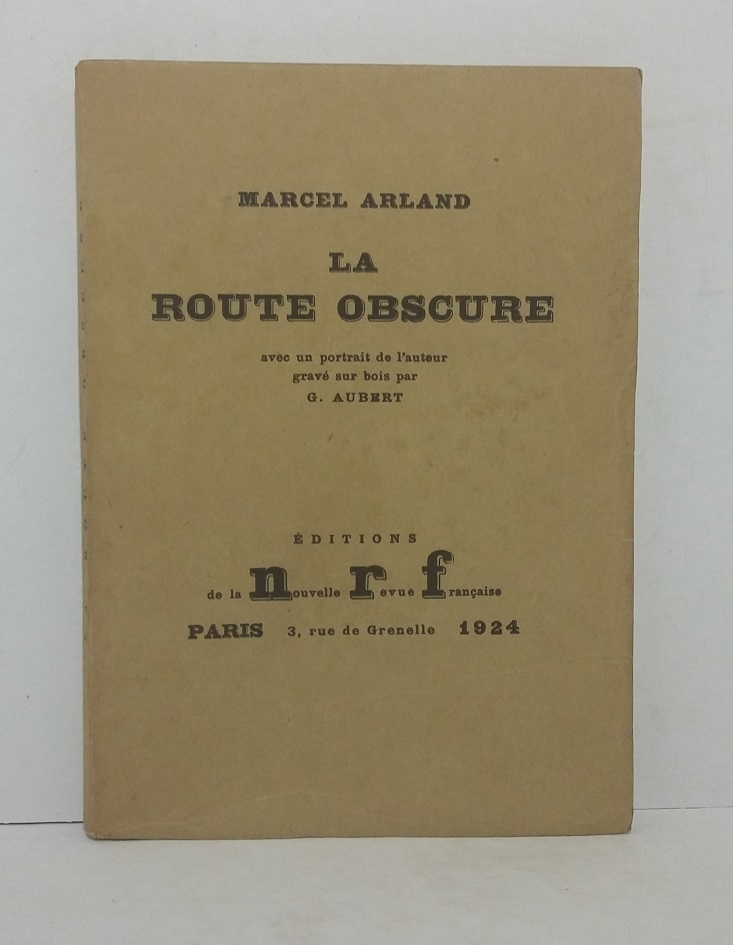 MARCEL ARLAND
LA
ROUTE OBSCURE
avec un portrait de l'auteur
gravé sur bois par
G. AUBERT
ÉDITIONS
de la nouvelle revue française
PARIS 3, rue de Grenelle 1924